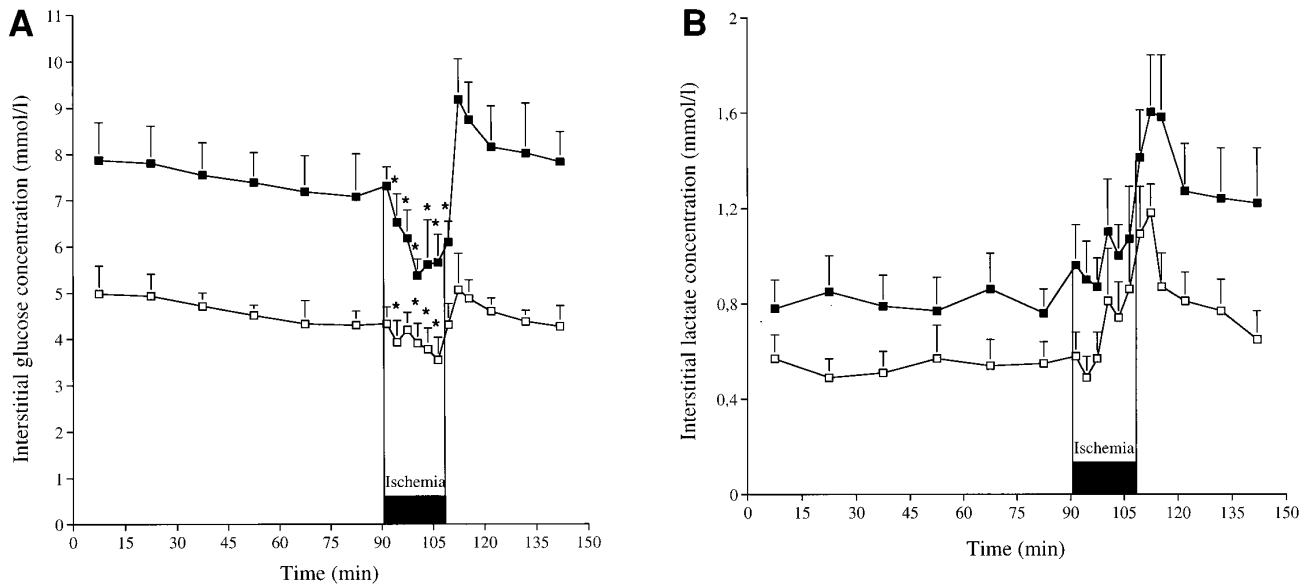 A
Interstitial glucose concentration (mmol/l)
11
10
9
8
7
6
5
4
3
2
1
0
* * * * * *
* * * *
Ischemia
0 15 30 45 60 75 90 105 120 135 150
Time (min)
B
Interstitial lactate concentration (mmol/l)
2
1,6
1,2
0,8
0,4
0
Ischemia
0 15 30 45 60 75 90 105 120 135 150
Time (min)